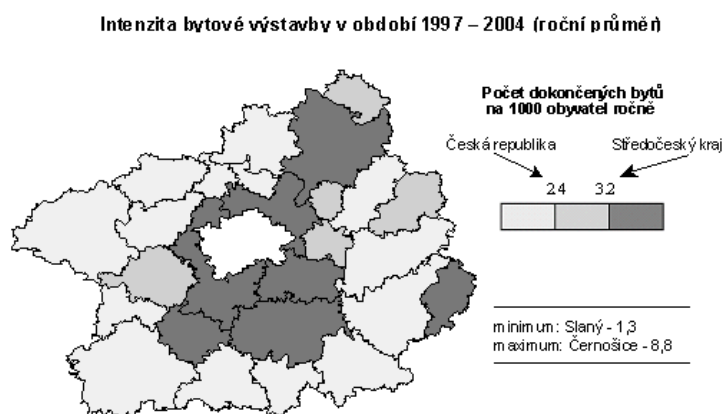 Intenzita bytové výstavby v období 1997 – 2004 (roční průměr)
Počet dokončených bytů
na 1000 obyvatel ročně
Česká republika
Středočeský kraj
2,4 3,2
minimum: Slaný - 1,3
maximum: Černošice - 8,8